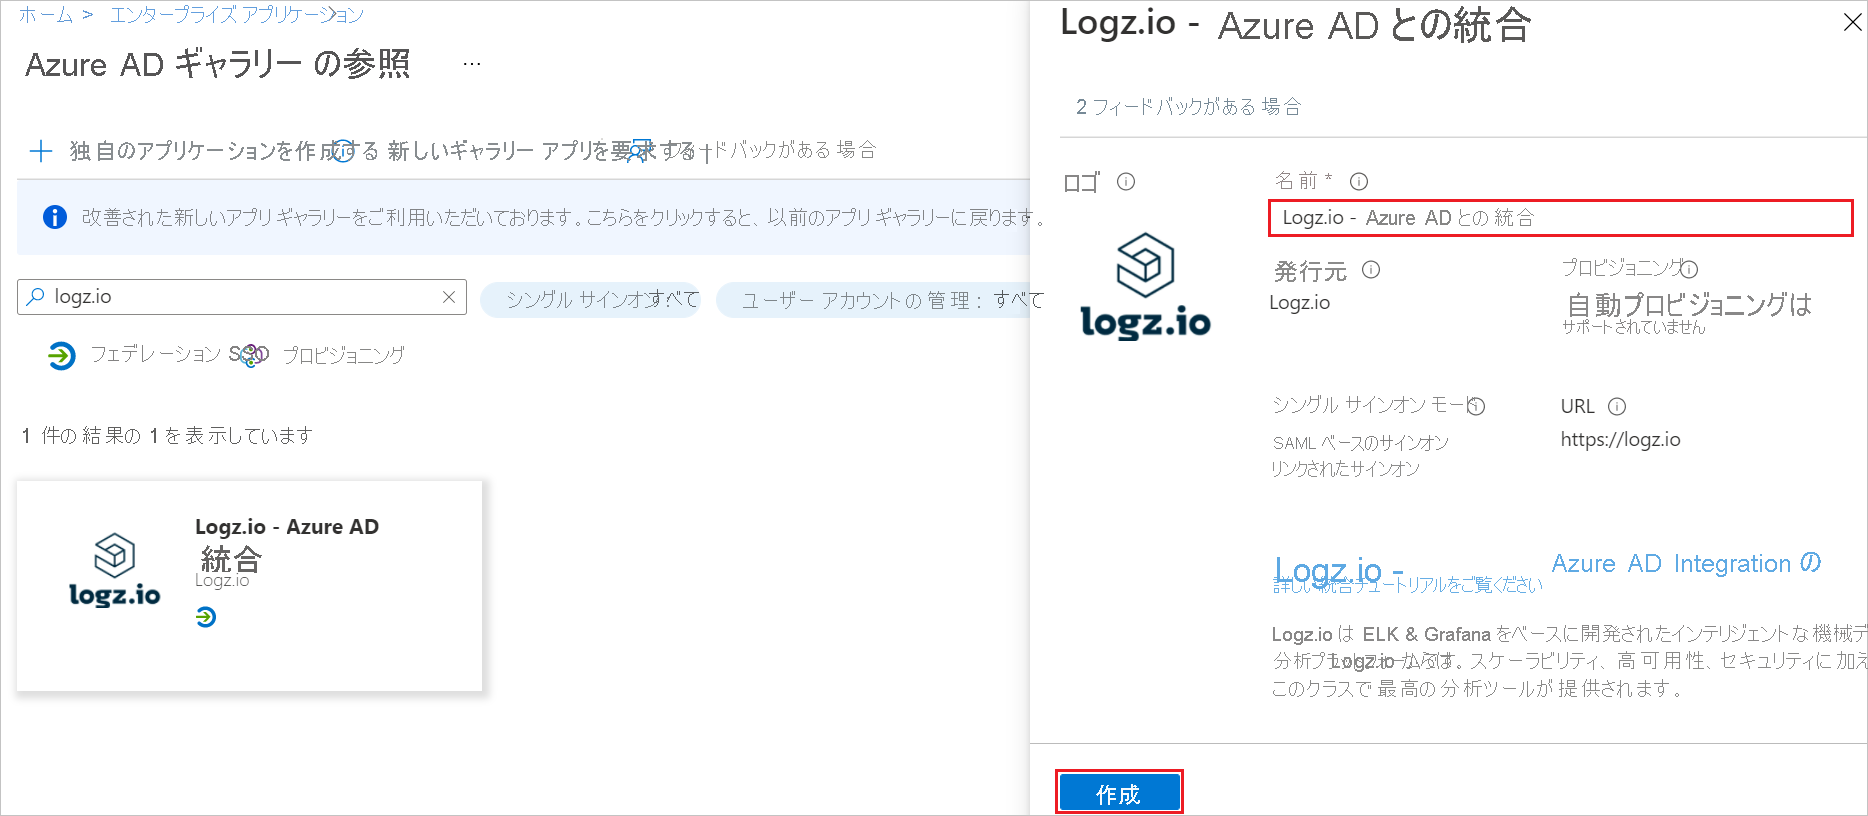 ホーム > エンタープライズ アプリケーション
Azure AD ギャラリー の参照 ...
独自のアプリケーションを作成する 新しいギャラリー アプリを要求する フィードバックがある場合
改善された新しいアプリ ギャラリーをご利用いただいております。こちらをクリックすると、以前のアプリ ギャラリーに戻ります。
logz.io
シングル サインオン: すべて ユーザー アカウントの管理: すべて
フェデレーション SSO プロビジョニング
1 件の結果の 1 を表示しています
logz.io
Logz.io - Azure AD
統合
Logz.io
Logz.io - Azure AD との統合
2 フィードバックがある場合
ロゴ
logz.io
名前 *
Logz.io - Azure AD との統合
発行元
Logz.io
プロビジョニング
自動プロビジョニングは
サポートされていません
シングル サインオン モード
SAML ベースのサインオン
リンクされたサインオン
URL
https://logz.io
Logz.io - Azure AD Integration の
詳しい統合チュートリアルをご覧ください
Logz.io は ELK & Grafana をベースに開発されたインテリジェントな機械デ
分析プラットフォームです。 Logz.io からは スケーラビリティ、高可用性、セキュリティに加え
このクラスで最高の分析ツールが提供されます。
作成